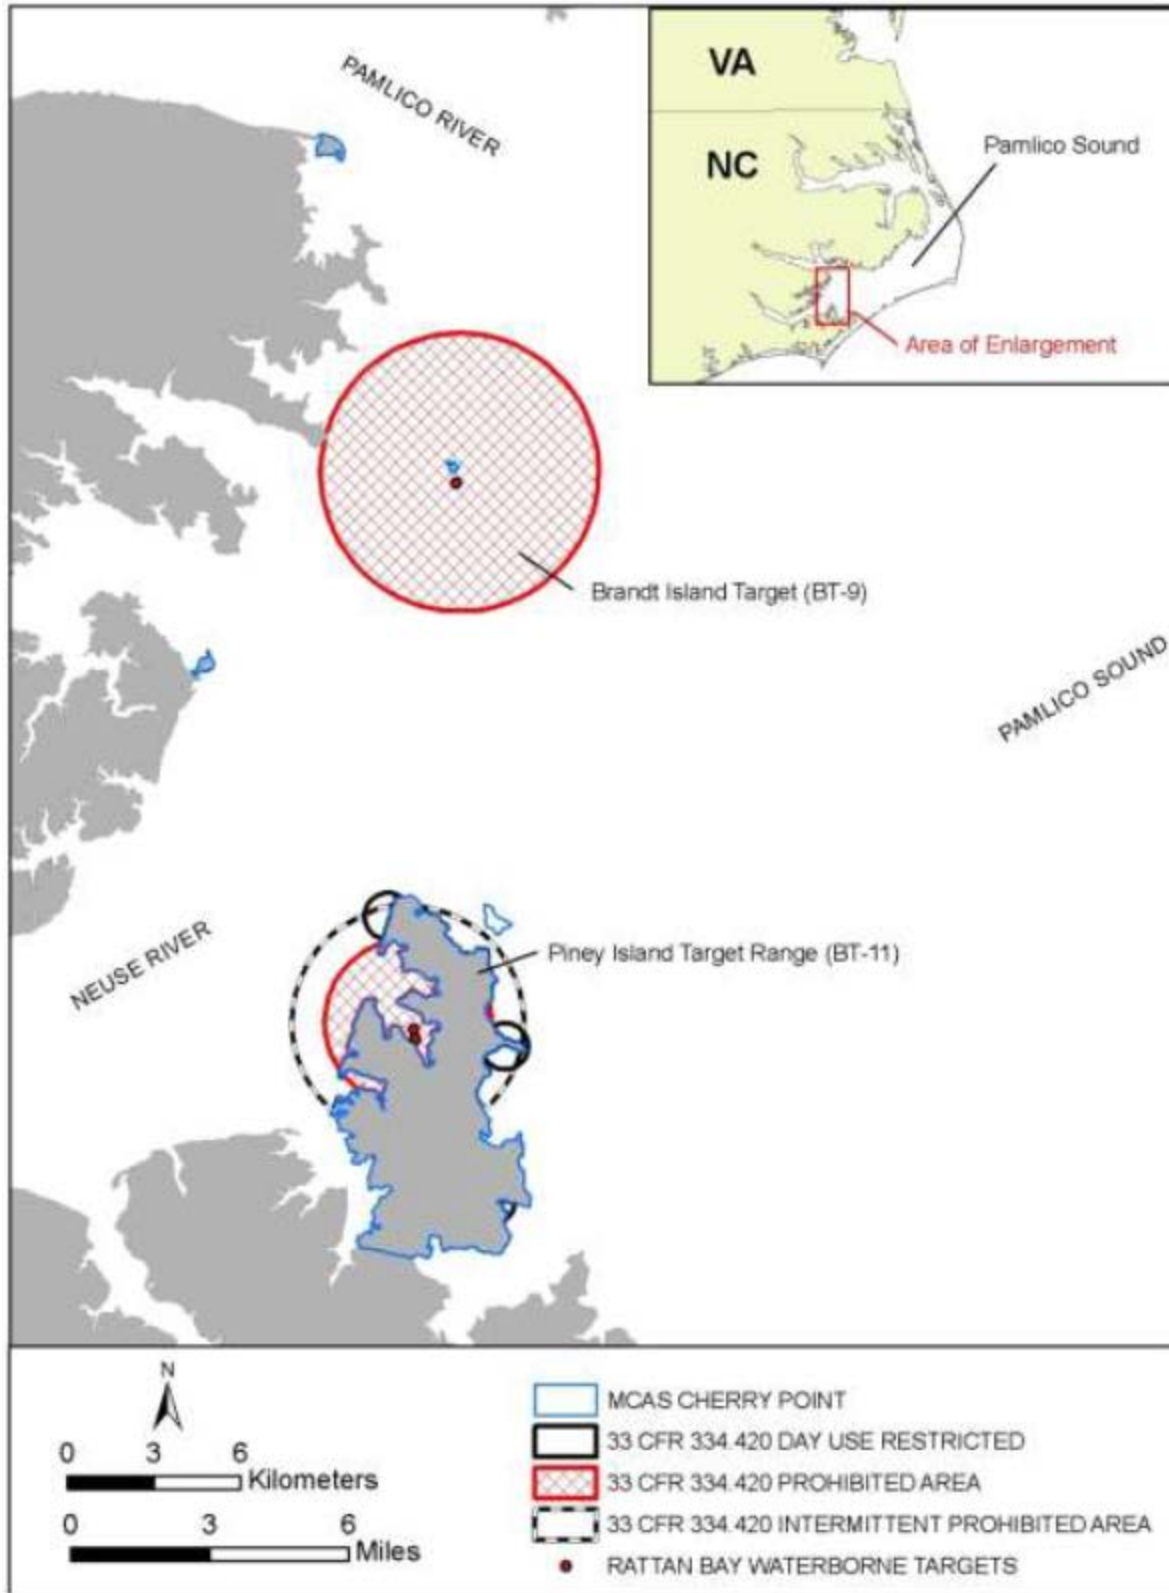 PAMLICO RIVER
VA
NC
Pamlico Sound
Area of Enlargement
Brandt Island Target (BT-9)
PAMLICO SOUND
NEUSE RIVER
Piney Island Target Range (BT-11)
N
0 3 6
Kilometers
0 3 6
Miles
MCAS CHERRY POINT
33 CFR 334.420 DAY USE RESTRICTED
33 CFR 334.420 PROHIBITED AREA
33 CFR 334.420 INTERMITTENT PROHIBITED AREA
RATTAN BAY WATERBORNE TARGETS